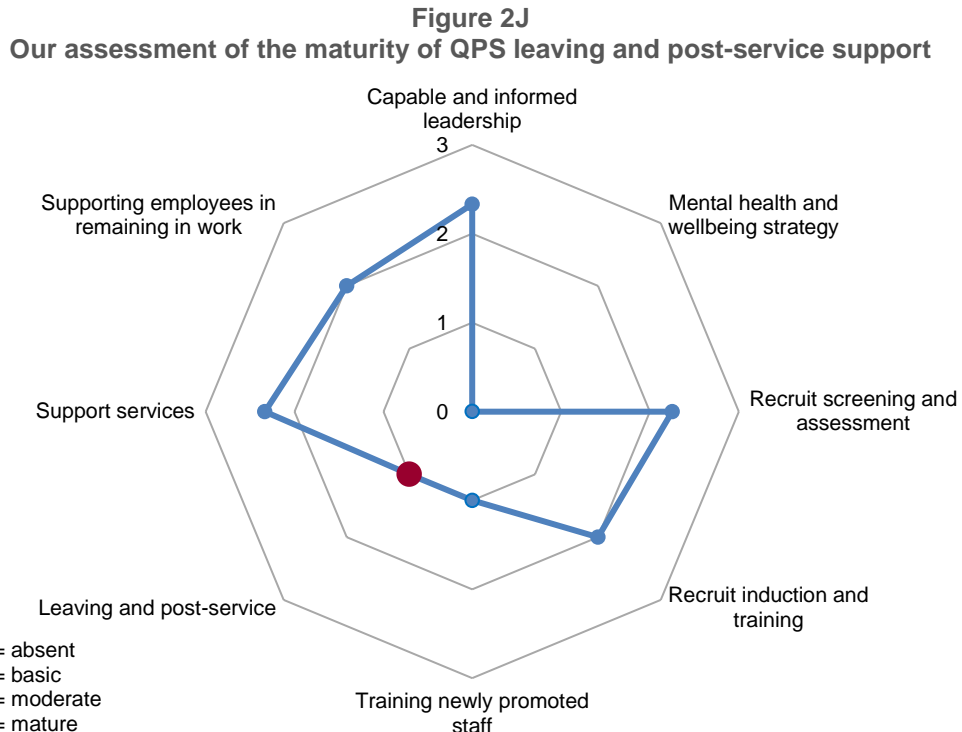 Figure 2J
Our assessment of the maturity of QPS leaving and post-service support
Capable and informed
leadership
3
Supporting employees in
remaining in work
Mental health and
wellbeing strategy
2
1
Support services
0
Recruit screening and
assessment
Leaving and post-service
Recruit induction and
training
= absent
= basic
= moderate
= mature
Training newly promoted
staff